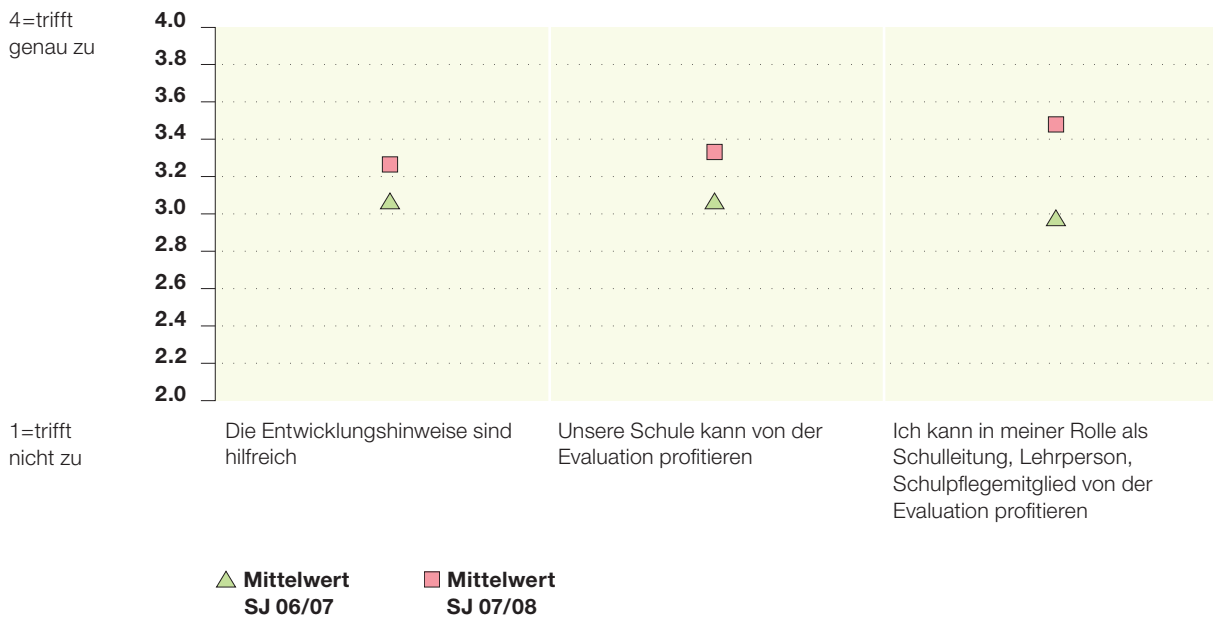 4=trifft
genau zu
4.0
3.8
3.6
3.4
3.2
3.0
2.8
2.6
2.4
2.2
2.0
1=trifft
nicht zu
Die Entwicklungshinweise sind
hilfreich
Unsere Schule kann von der
Evaluation profitieren
Ich kann in meiner Rolle als
Schulleitung, Lehrperson,
Schulpflegemitglied von der
Evaluation profitieren
Mittelwert
SJ 06/07
Mittelwert
SJ 07/08